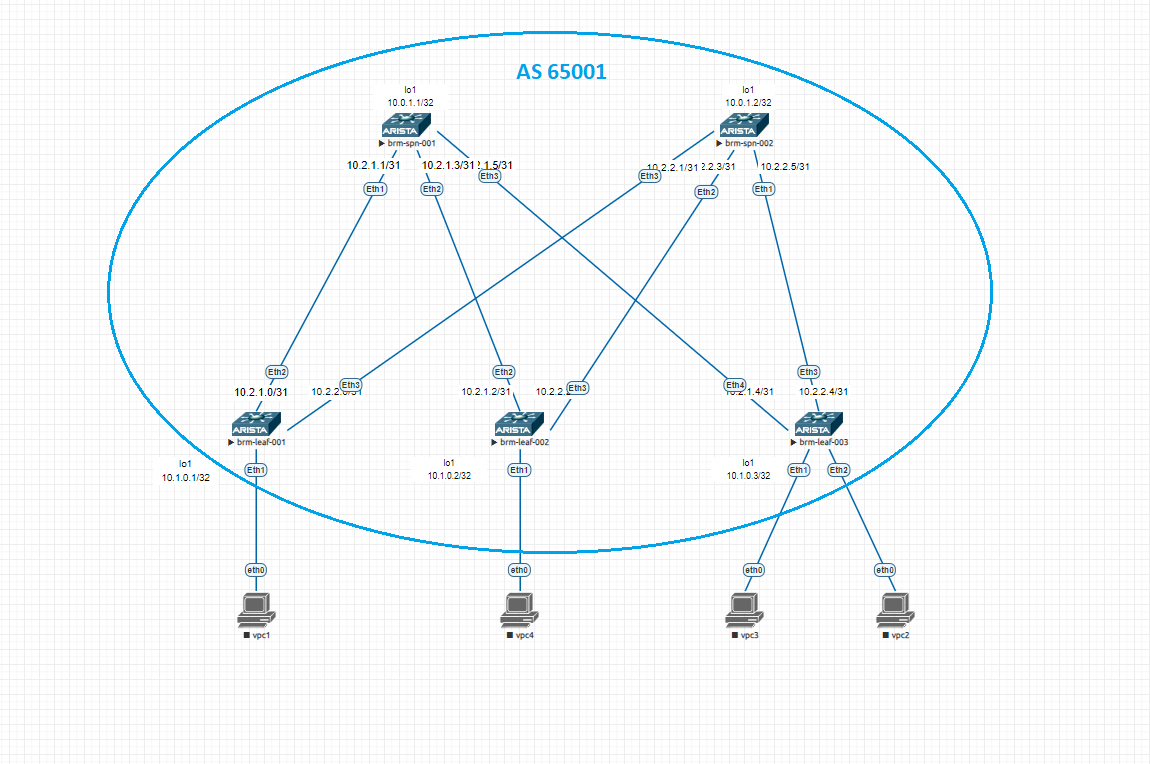 AS 65001
lo1
10.0.1.1/32
ARISTA
brm-spn-001
lo1
10.0.1.2/32
ARISTA
brm-spn-002
10.2.1.1/31
10.2.1.3/31
.1.5/31
10.2.2.1/31
2.2.3/31
10.2.2.5/31
Eth1
Eth2
Eth3
Eth3
Eth2
Eth1
Eth2
Eth3
Eth2
Eth3
Eth4
Eth3
10.2.1.0/31
10.2.2.0/31
10.2.1.2/31
10.2.2.
10.2.1.4/31
10.2.2.4/31
ARISTA
brm-leaf-001
ARISTA
brm-leaf-002
ARISTA
brm-leaf-003
lo1
10.1.0.1/32
Eth1
lo1
10.1.0.2/32
Eth1
lo1
10.1.0.3/32
Eth1
Eth2
eth0
eth0
eth0
eth0
vpc1
vpc4
vpc3
vpc2